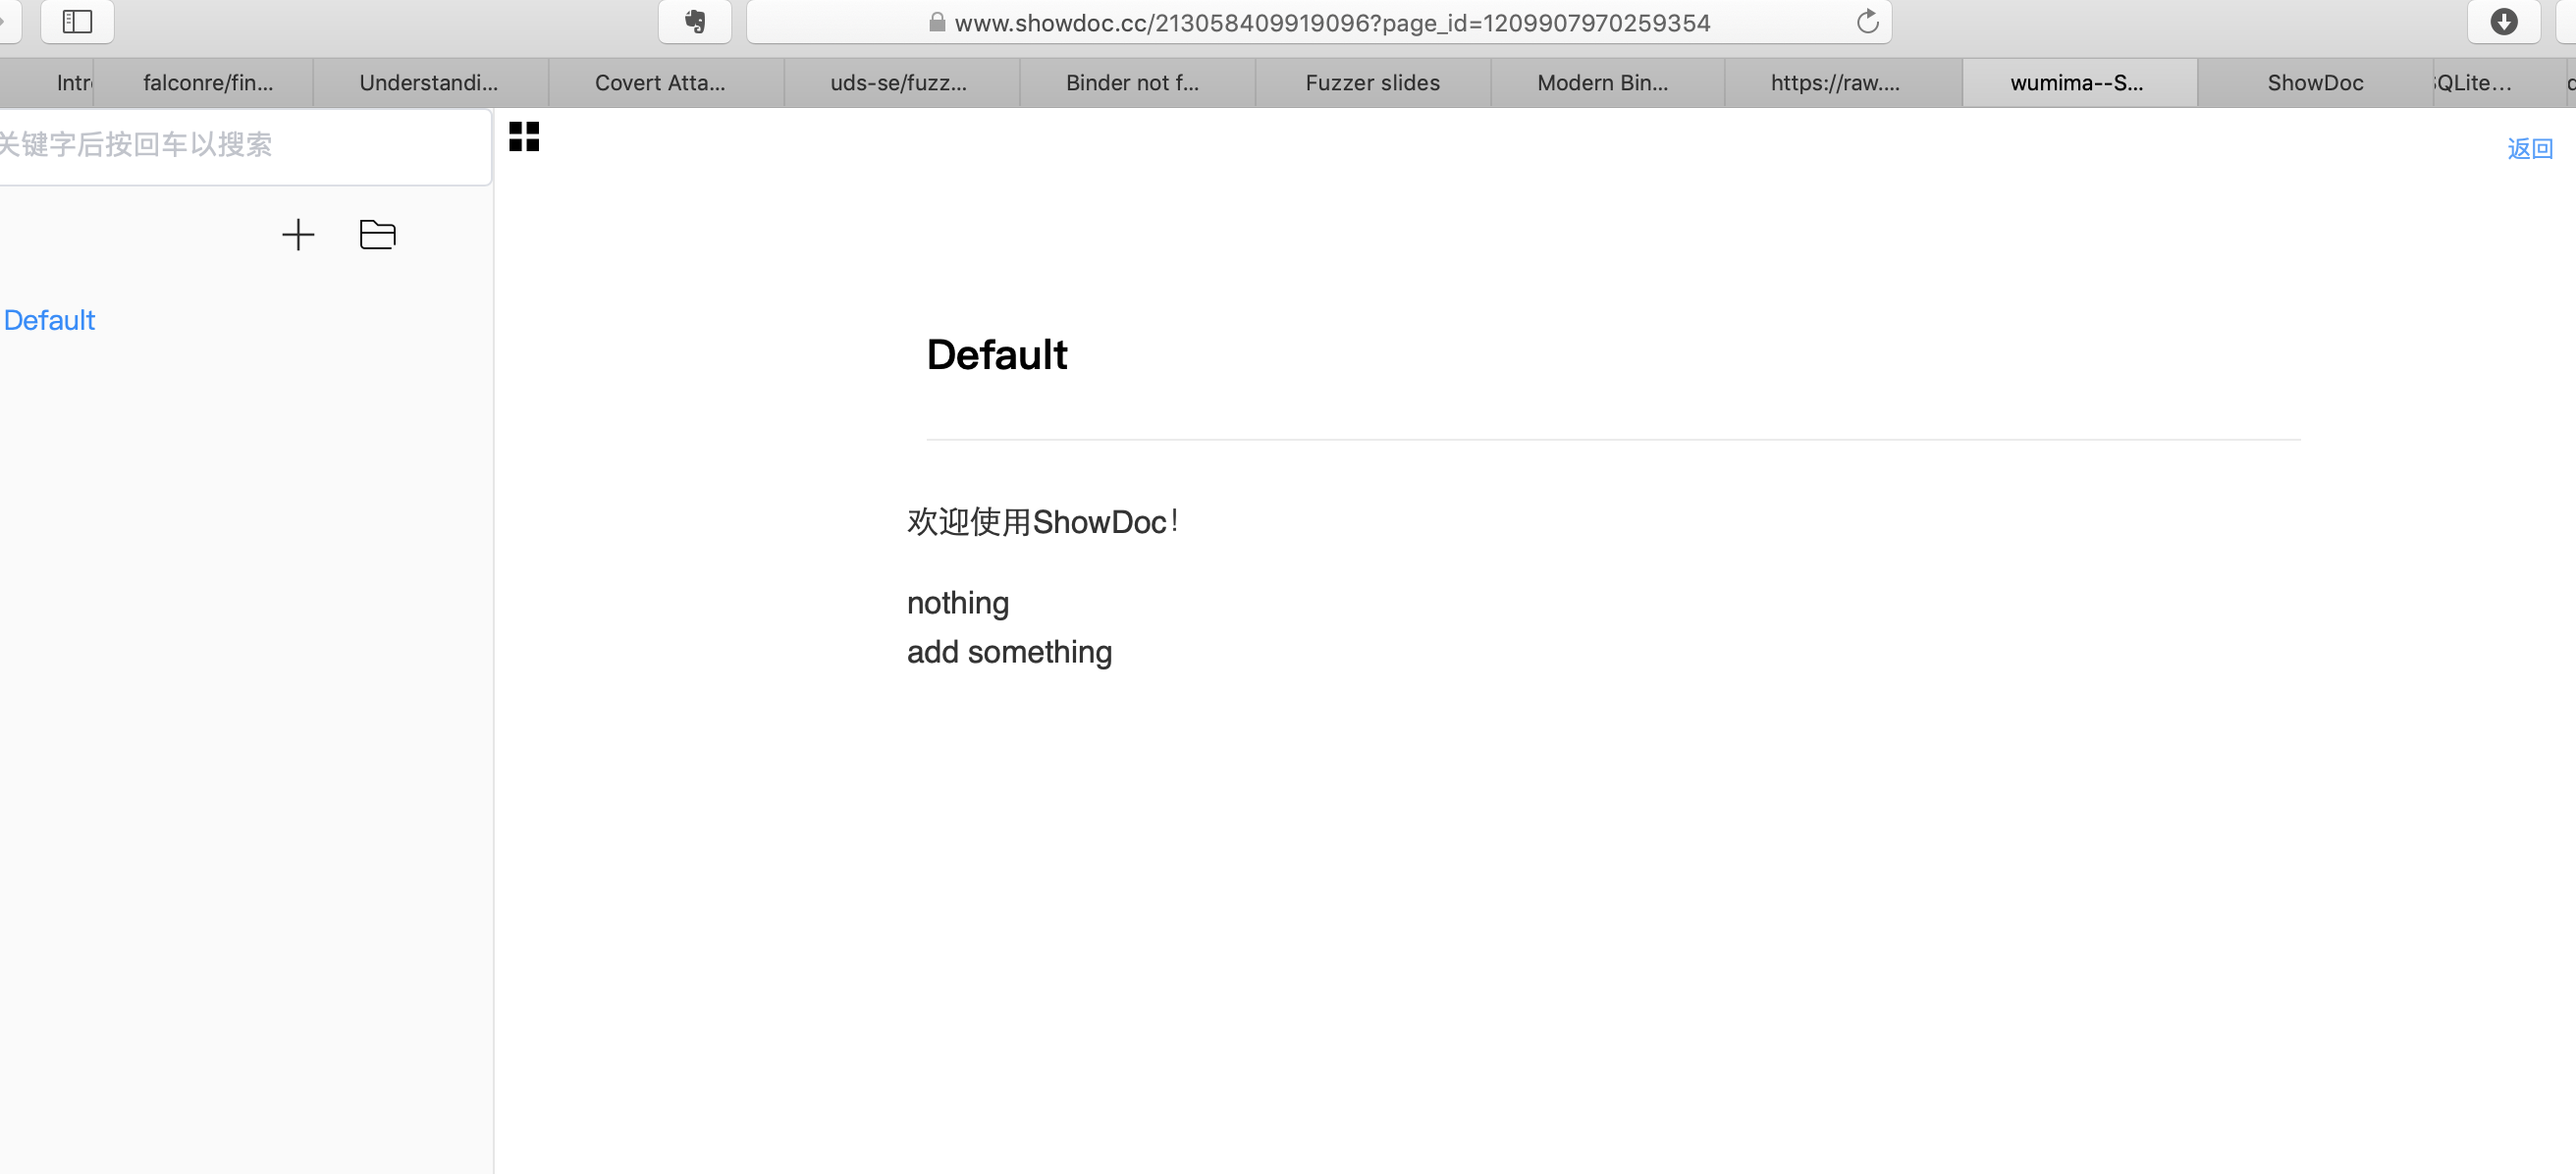 www.showdoc.cc/213058409919096?page_id=1209907970259354
Intr
falconre/fin...
Understandi...
Covert Atta...
uds-se/fuzz...
Binder not f...
Fuzzer slides
Modern Bin...
https://raw....
wumima--S...
ShowDoc
QLite...
关键字后按回车以搜索
返回
Default
Default
欢迎使用ShowDoc！
nothing
add something